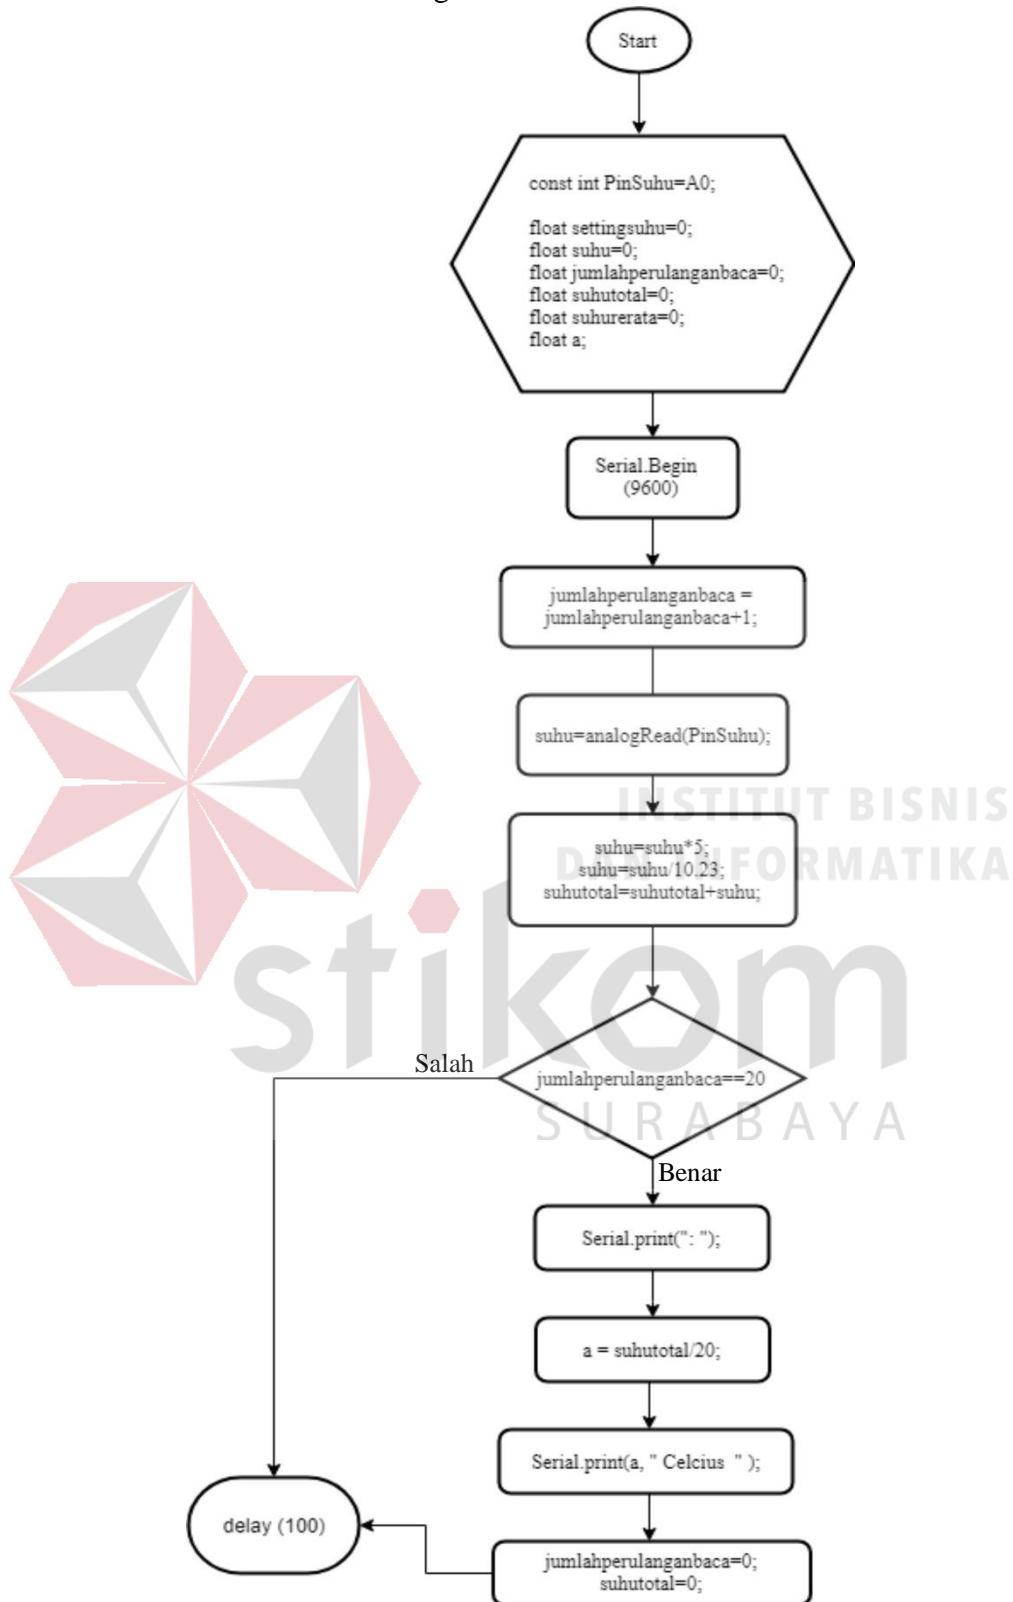 Start
const int PinSuhu=A0;
float settingsuhu=0;
float suhu=0;
float jumlahperulanganbaca=0;
float suhutotal=0;
float suhurerata=0;
float a;
Serial.Begin
(9600)
jumlahperulanganbaca =
jumlahperulanganbaca+1;
suhu=analogRead(PinSuhu);
INSTITUT BISNIS
DAN INFORMATIKA
suhu=suhu*5;
suhu=suhu/10.23;
suhutotal=suhutotal+suhu;
stikom
SURABAYA
Salah
jumlahperulanganbaca==20
Benar
Serial.print(": ");
a = suhutotal/20;
Serial.print(a, " Celcius " );
delay (100)
jumlahperulanganbaca=0;
suhutotal=0;